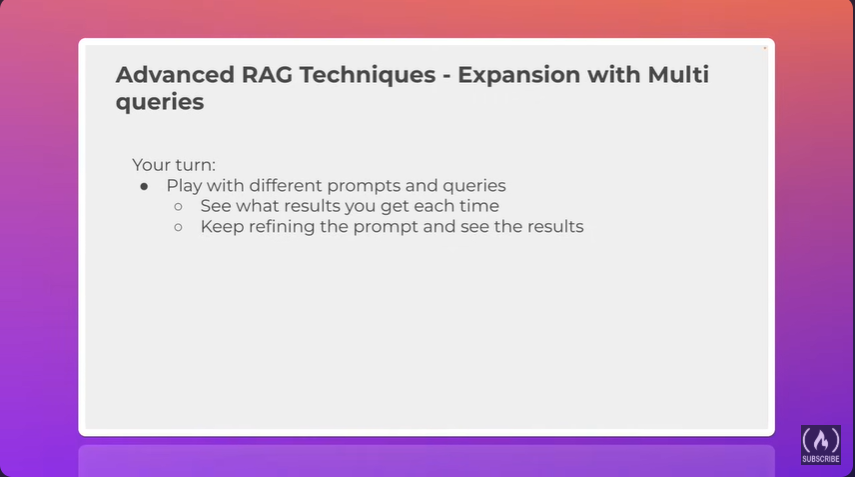 Advanced RAG Techniques - Expansion with Multi
queries
Your turn:
● Play with different prompts and queries
○ See what results you get each time
○ Keep refining the prompt and see the results
SUBSCRIBE